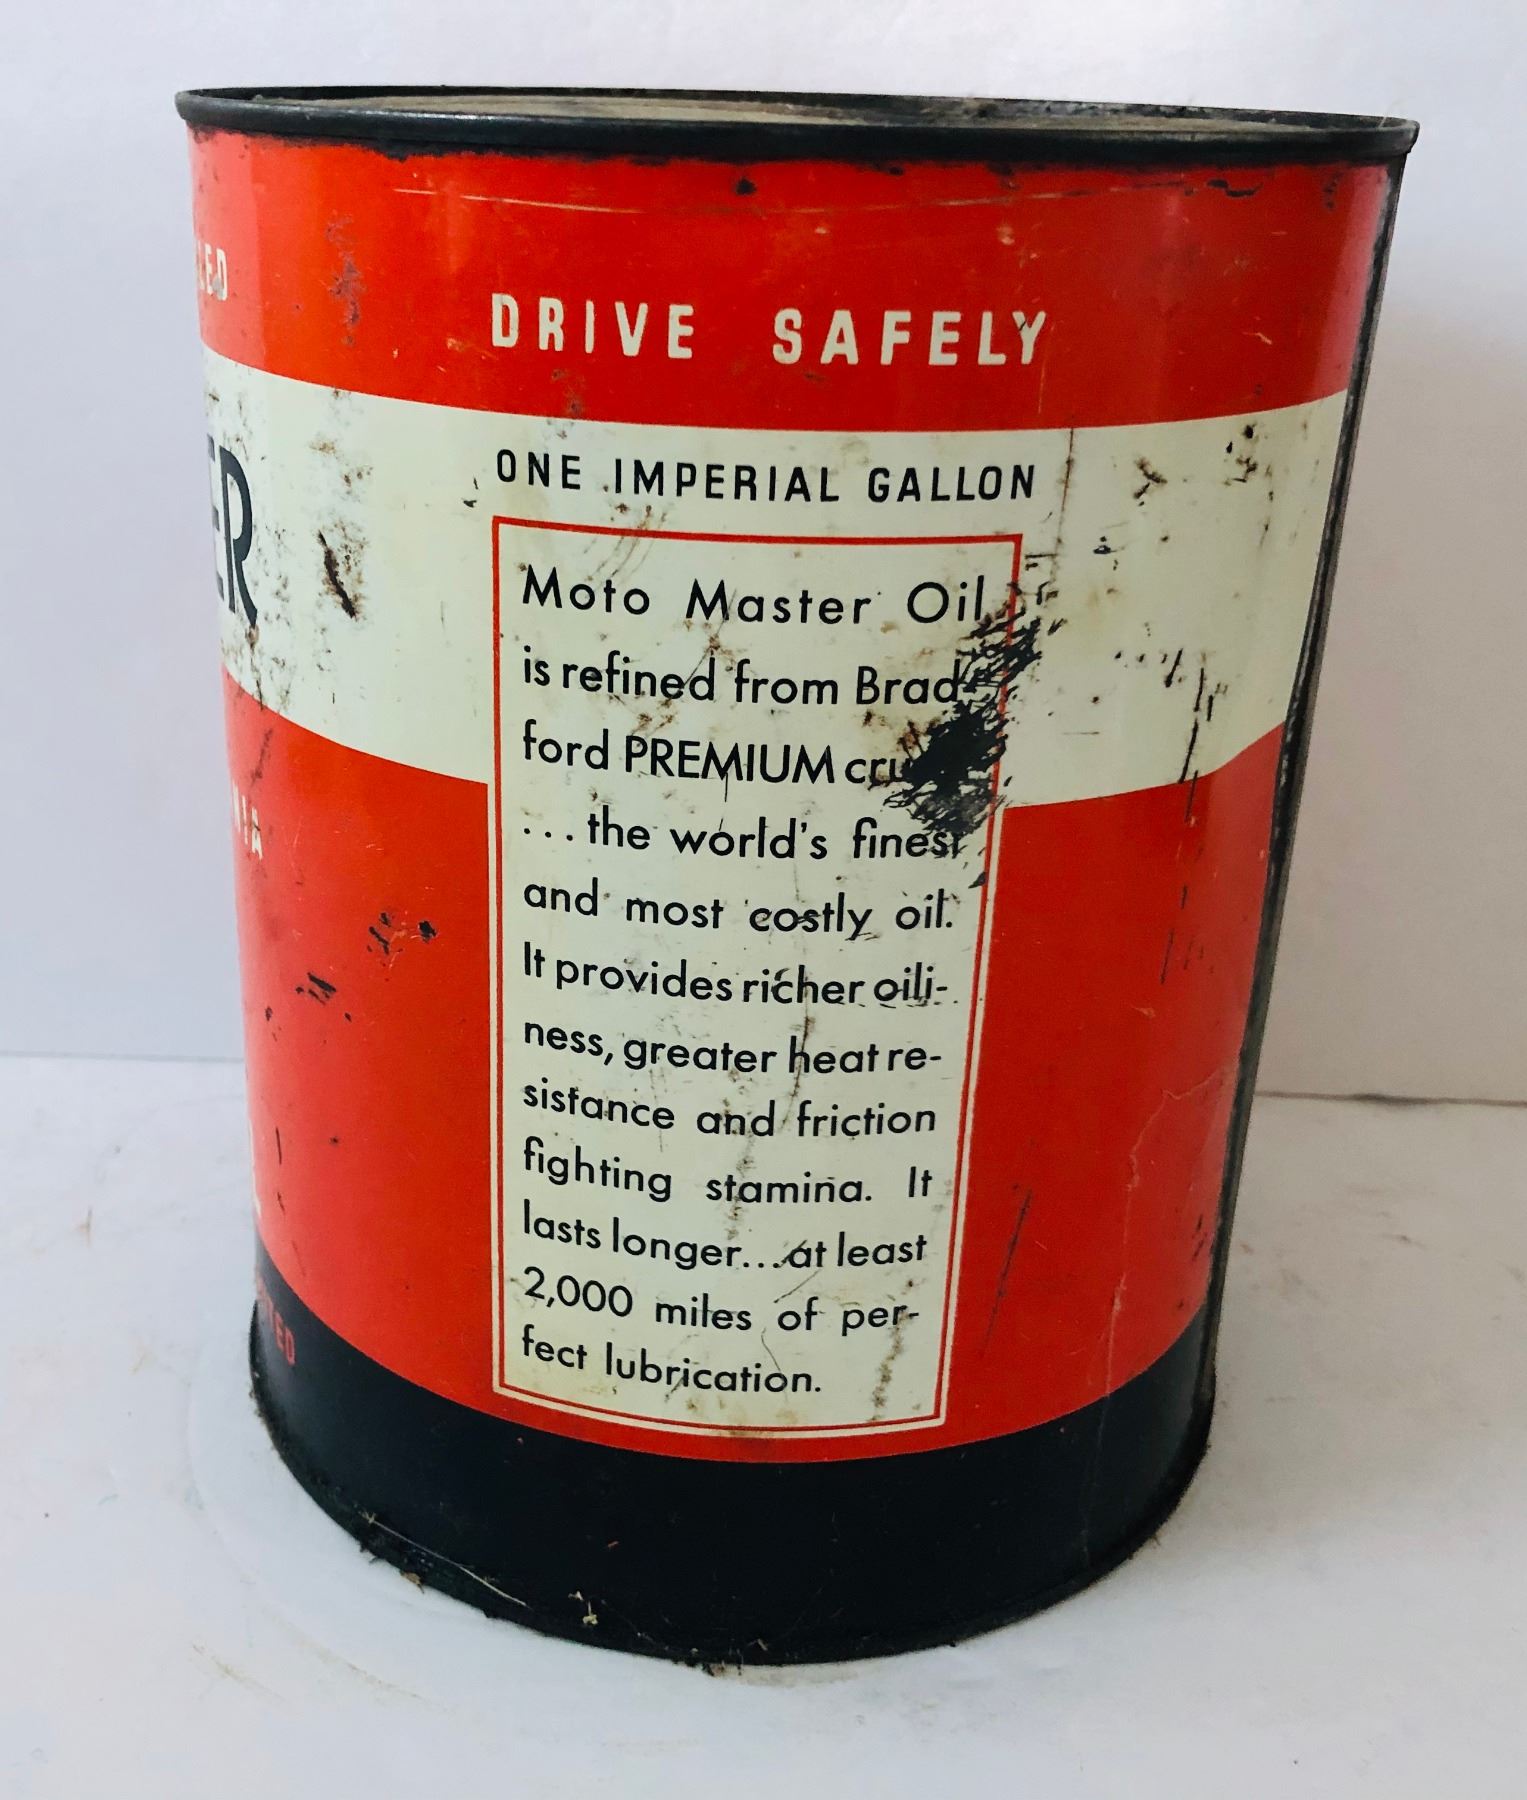 DRIVE SAFELY
ONE IMPERIAL GALLON
Moto Master Oil
is refined from Brad-
ford PREMIUM
...the world's finest
and most costly oil.
It provides richer oili-
ness, greater heat re-
sistance and friction
fighting stamina. It
lasts longer...at least
2,000 miles of per-
fect lubrication.